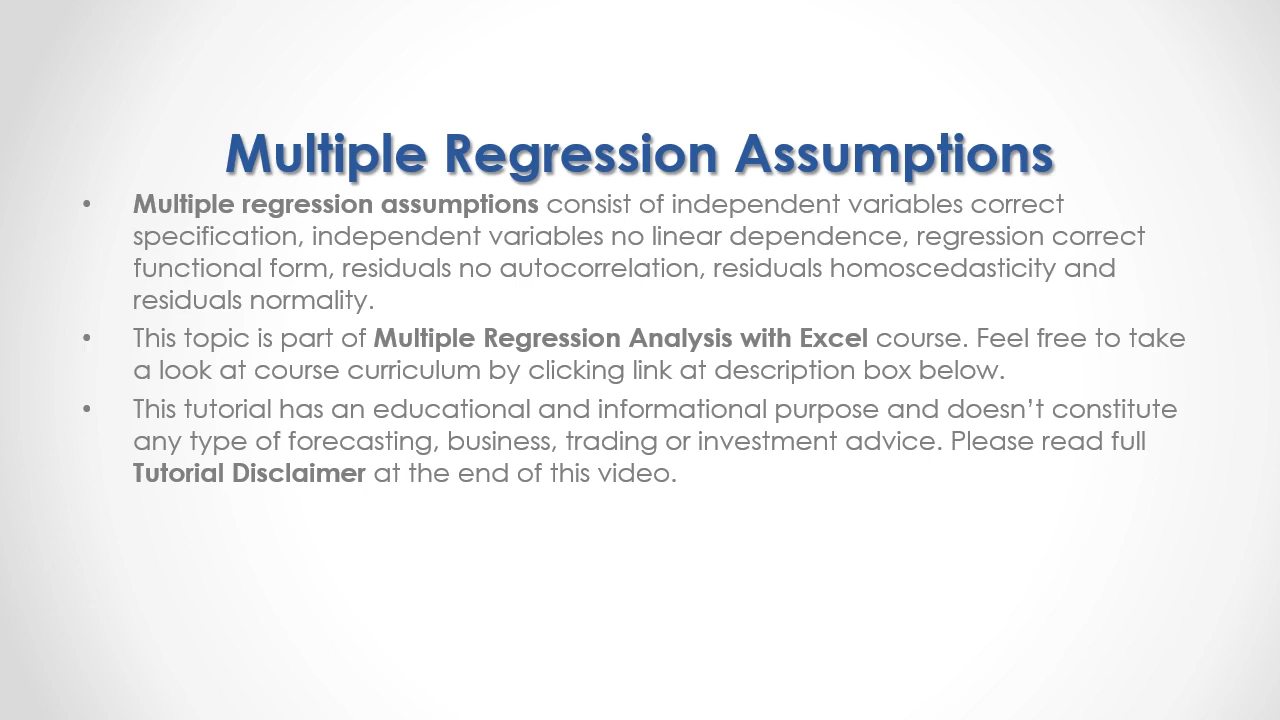 Multiple Regression Assumptions
• Multiple regression assumptions consist of independent variables correct
specification, independent variables no linear dependence, regression correct
functional form, residuals no autocorrelation, residuals homoscedasticity and
residuals normality.
• This topic is part of Multiple Regression Analysis with Excel course. Feel free to take
a look at course curriculum by clicking link at description box below.
• This tutorial has an educational and informational purpose and doesn’t constitute
any type of forecasting, business, trading or investment advice. Please read full
Tutorial Disclaimer at the end of this video.